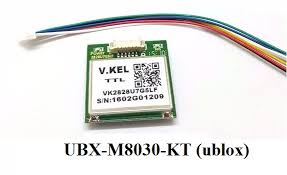 V.KEL
TTL
VK2828U7G5LF
S/N:1602G01209
UBX-M8030-KT (ublox)